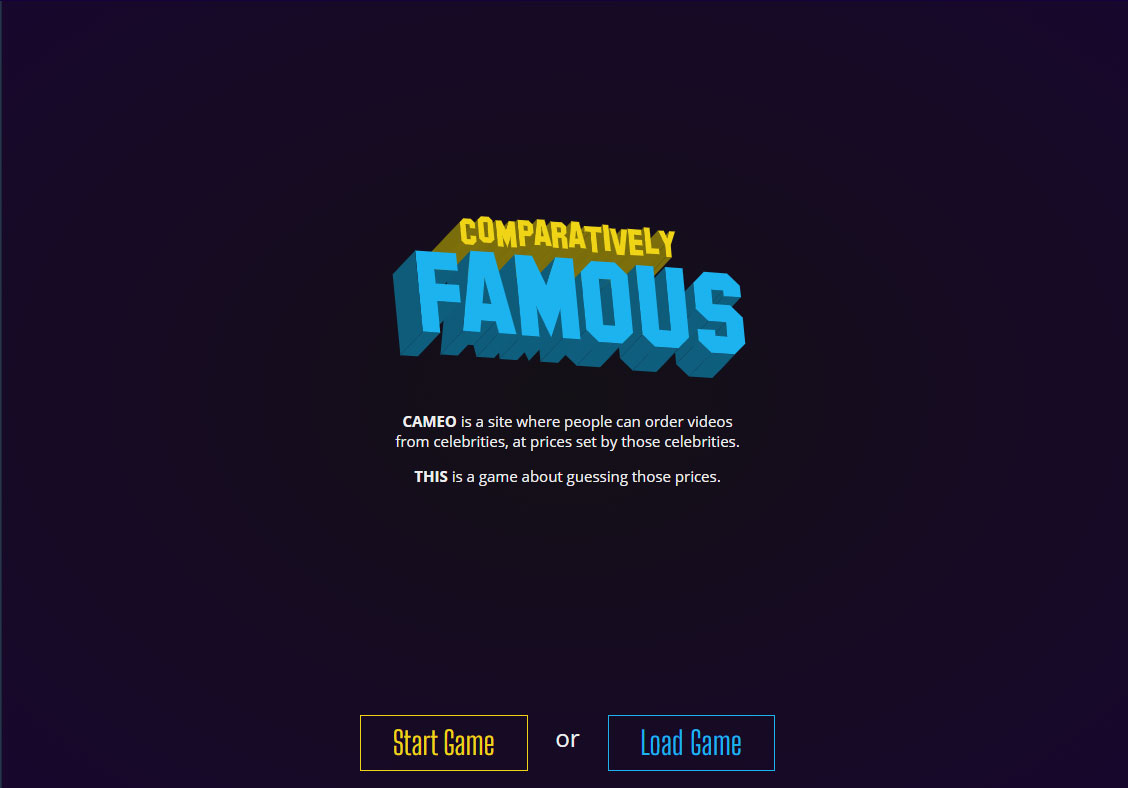 COMPARATIVELY
FAMOUS
CAMEO is a site where people can order videos
from celebrities, at prices set by those celebrities.
THIS is a game about guessing those prices.
Start Game or Load Game